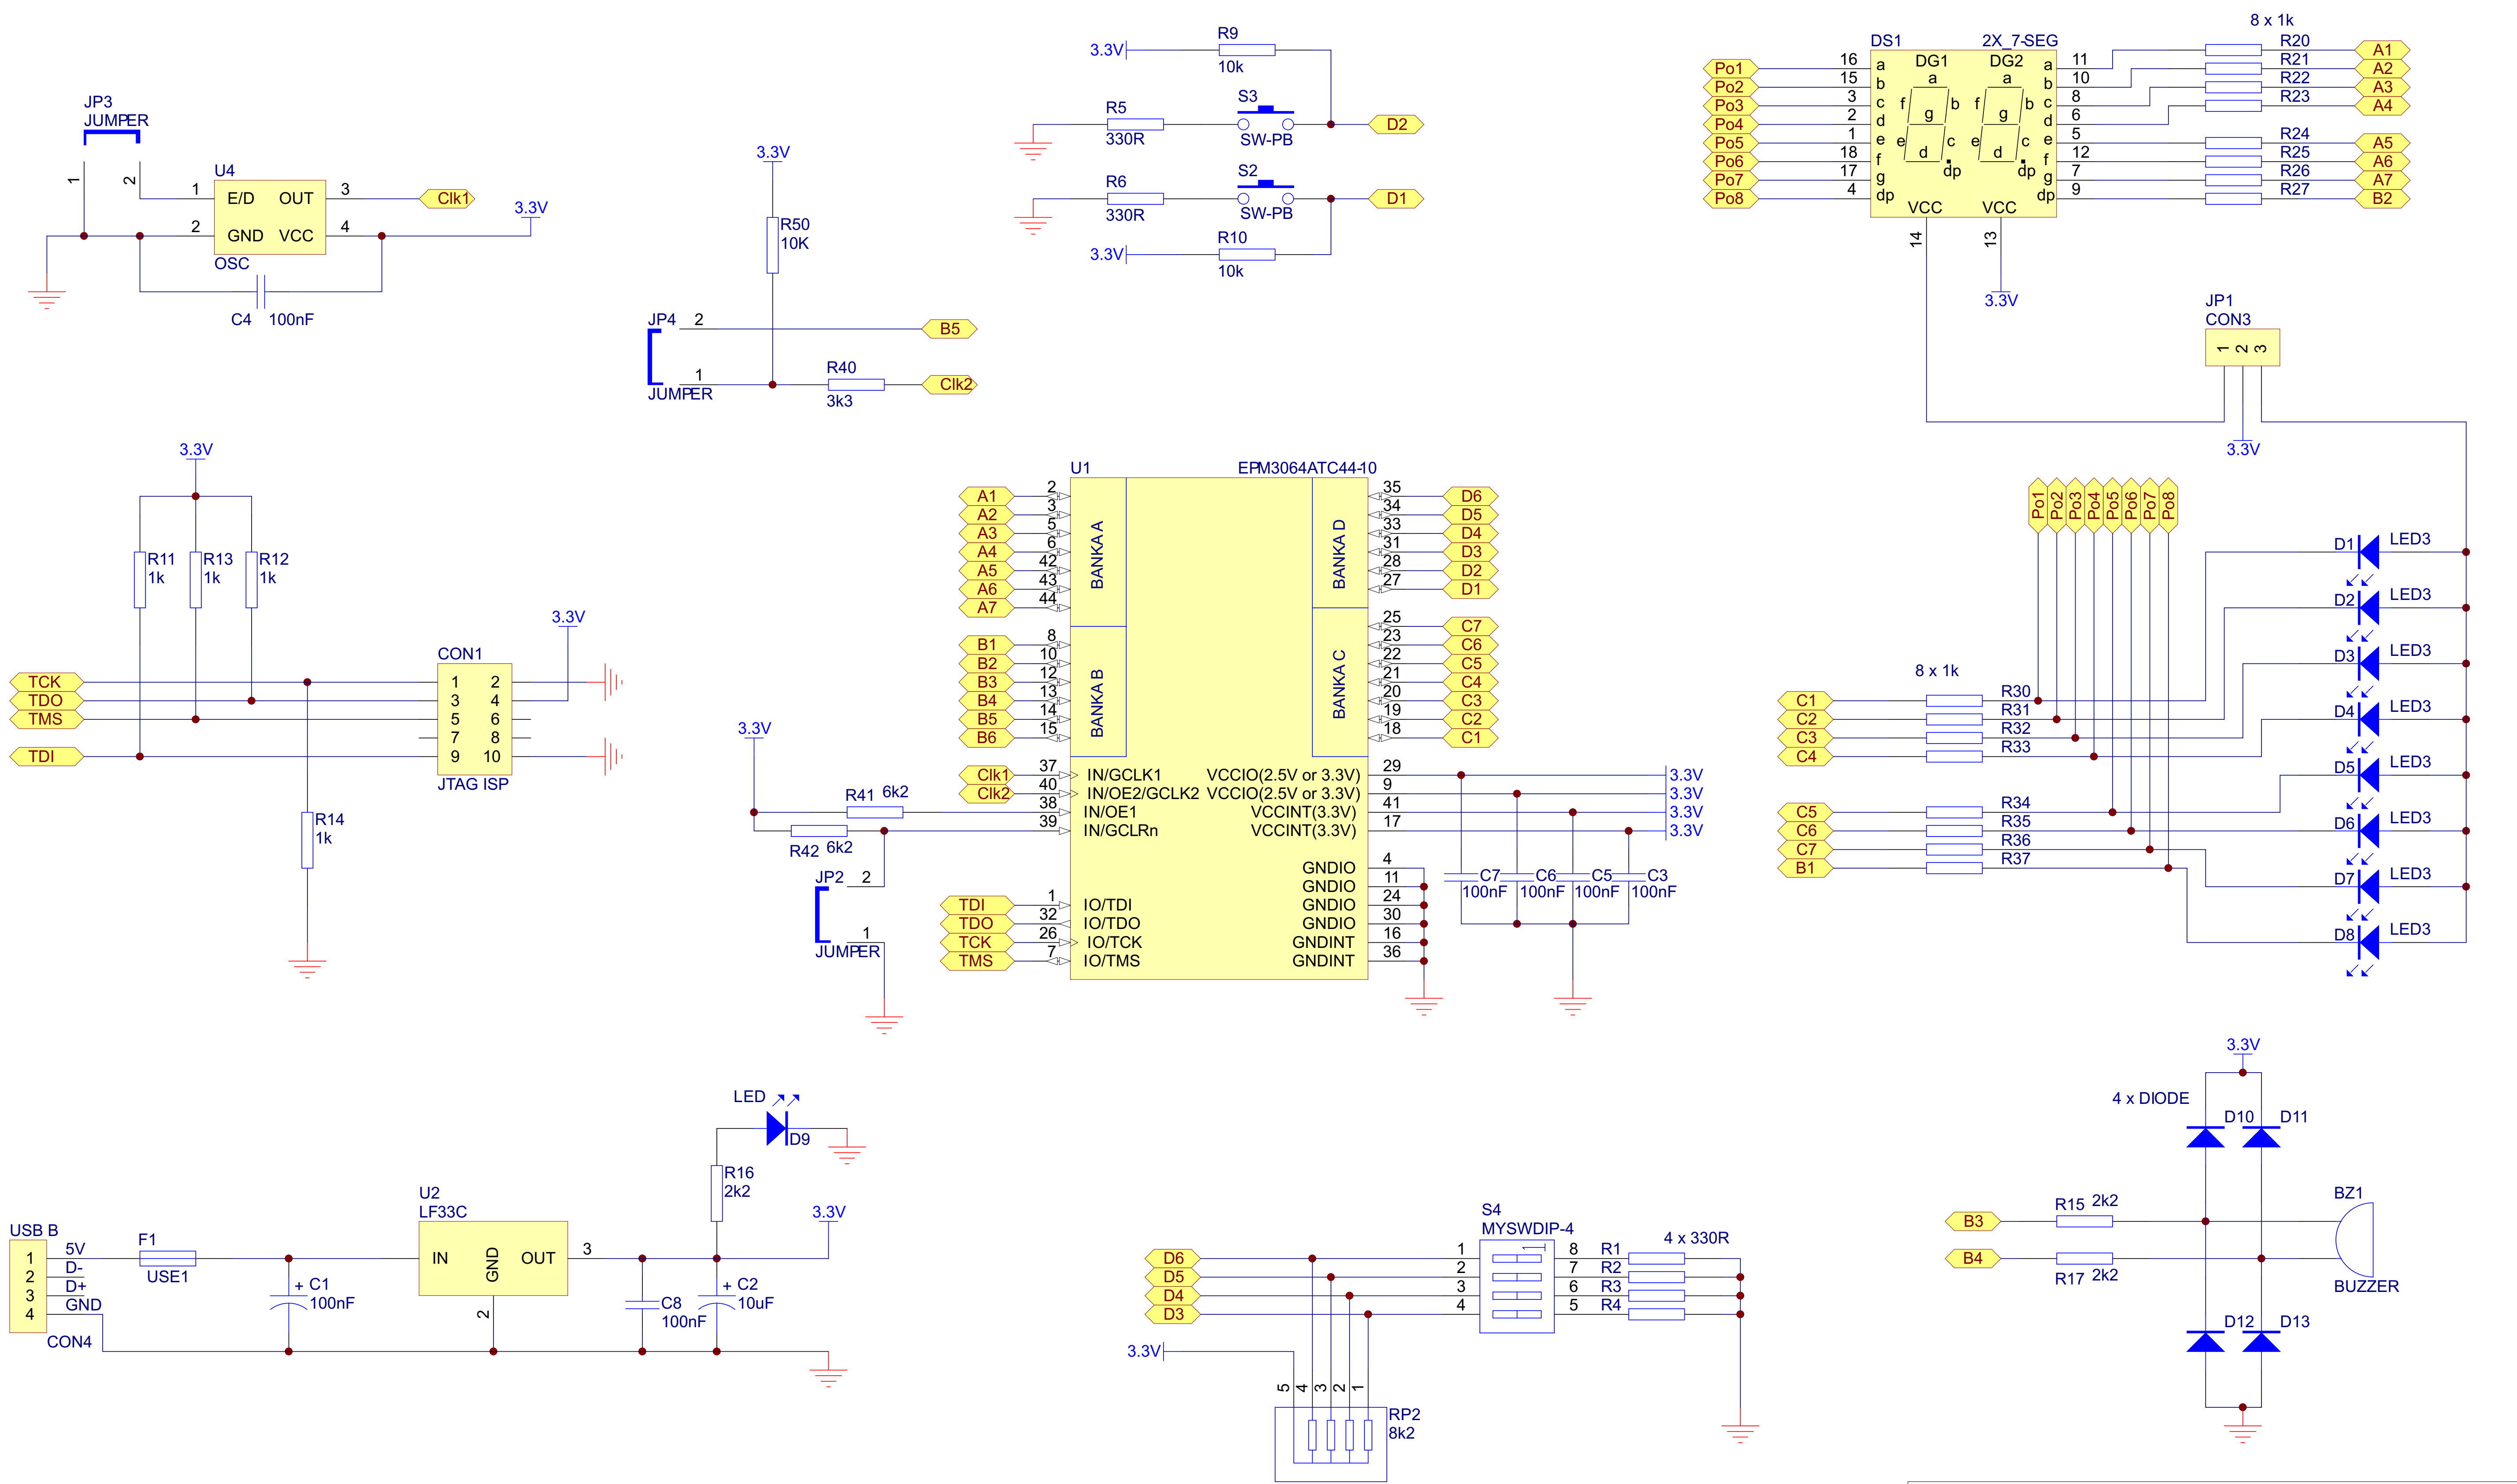 JP3
JUMPER
1
2
U4
1 E/D OUT 3
Clk1
2 GND VCC 4
3.3V
OSC
C4 100nF
3.3V
R50
10K
JP4 2
B5
1
JUMPER
R40
3k3
Clk2
R9
3.3V
10k
R5
330R
S3
SW-PB
D2
R6
330R
S2
SW-PB
D1
R10
3.3V
10k
8 x 1k
DS1 2X_7-SEG
DG1 DG2
Po1 16 a a 11 R20 A1
Po2 15 b b 10 R21 A2
Po3 3 c c 8 R22 A3
Po4 2 d d 6 R23 A4
Po5 1 e e 5 R24 A5
Po6 18 f f 12 R25 A6
Po7 17 g g 7 R26 A7
Po8 4 dp dp 9 R27 B2
a
f b
g
e c
d
dp
a
f b
g
e c
d
dp
VCC VCC
14 13
3.3V
JP1
CON3
1 2 3
3.3V
3.3V
R11
1k
R13
1k
R12
1k
3.3V
CON1
TCK 1 2
TDO 3 4
TMS 5 6
7 8
TDI 9 10
JTAG ISP
R14
1k
U1 EPM3064ATC44-10
A1 2
A2 3
A3 5
A4 6
A5 42
A6 43
A7 44
BANKA A
B1 8
B2 10
B3 12
B4 13
B5 14
B6 15
BANKA B
35 D6
34 D5
33 D4
31 D3
28 D2
27 D1
BANKA D
25 C7
23 C6
22 C5
21 C4
20 C3
19 C2
18 C1
BANKA C
Clk1 37 IN/GCLK1 VCCIO(2.5V or 3.3V) 29 3.3V
Clk2 40 IN/OE2/GCLK2 VCCIO(2.5V or 3.3V) 9 3.3V
38 IN/OE1 VCCINT(3.3V) 41 3.3V
39 IN/GCLRn VCCINT(3.3V) 17 3.3V
3.3V
R41 6k2
R42 6k2
JP2 2
1
JUMPER
GNDIO 4
GNDIO 11
TDI 1 IO/TDI GNDIO 24
TDO 32 IO/TDO GNDIO 30
TCK 26 IO/TCK GNDINT 16
TMS 7 IO/TMS GNDINT 36
C7 C6 C5 C3
100nF 100nF 100nF 100nF
Po1 Po2 Po3 Po4 Po5 Po6 Po7 Po8
8 x 1k
C1 R30
C2 R31
C3 R32
C4 R33
C5 R34
C6 R35
C7 R36
B1 R37
D1 LED3
D2 LED3
D3 LED3
D4 LED3
D5 LED3
D6 LED3
D7 LED3
D8 LED3
LED
D9
R16
2k2
U2
LF33C
USB B
1 5V
2 D-
3 D+
4 GND
CON4
F1
USE1
+ C1
100nF
IN GND OUT 3
2
3.3V
C8
100nF
+ C2
10uF
S4
MYSWDIP-4
4 x 330R
D6 1 8 R1
D5 2 7 R2
D4 3 6 R3
D3 4 5 R4
3.3V
5 4 3 2 1
RP2
8k2
3.3V
4 x DIODE
D10 D11
BZ1
B3 R15 2k2
B4 R17 2k2
BUZZER
D12 D13